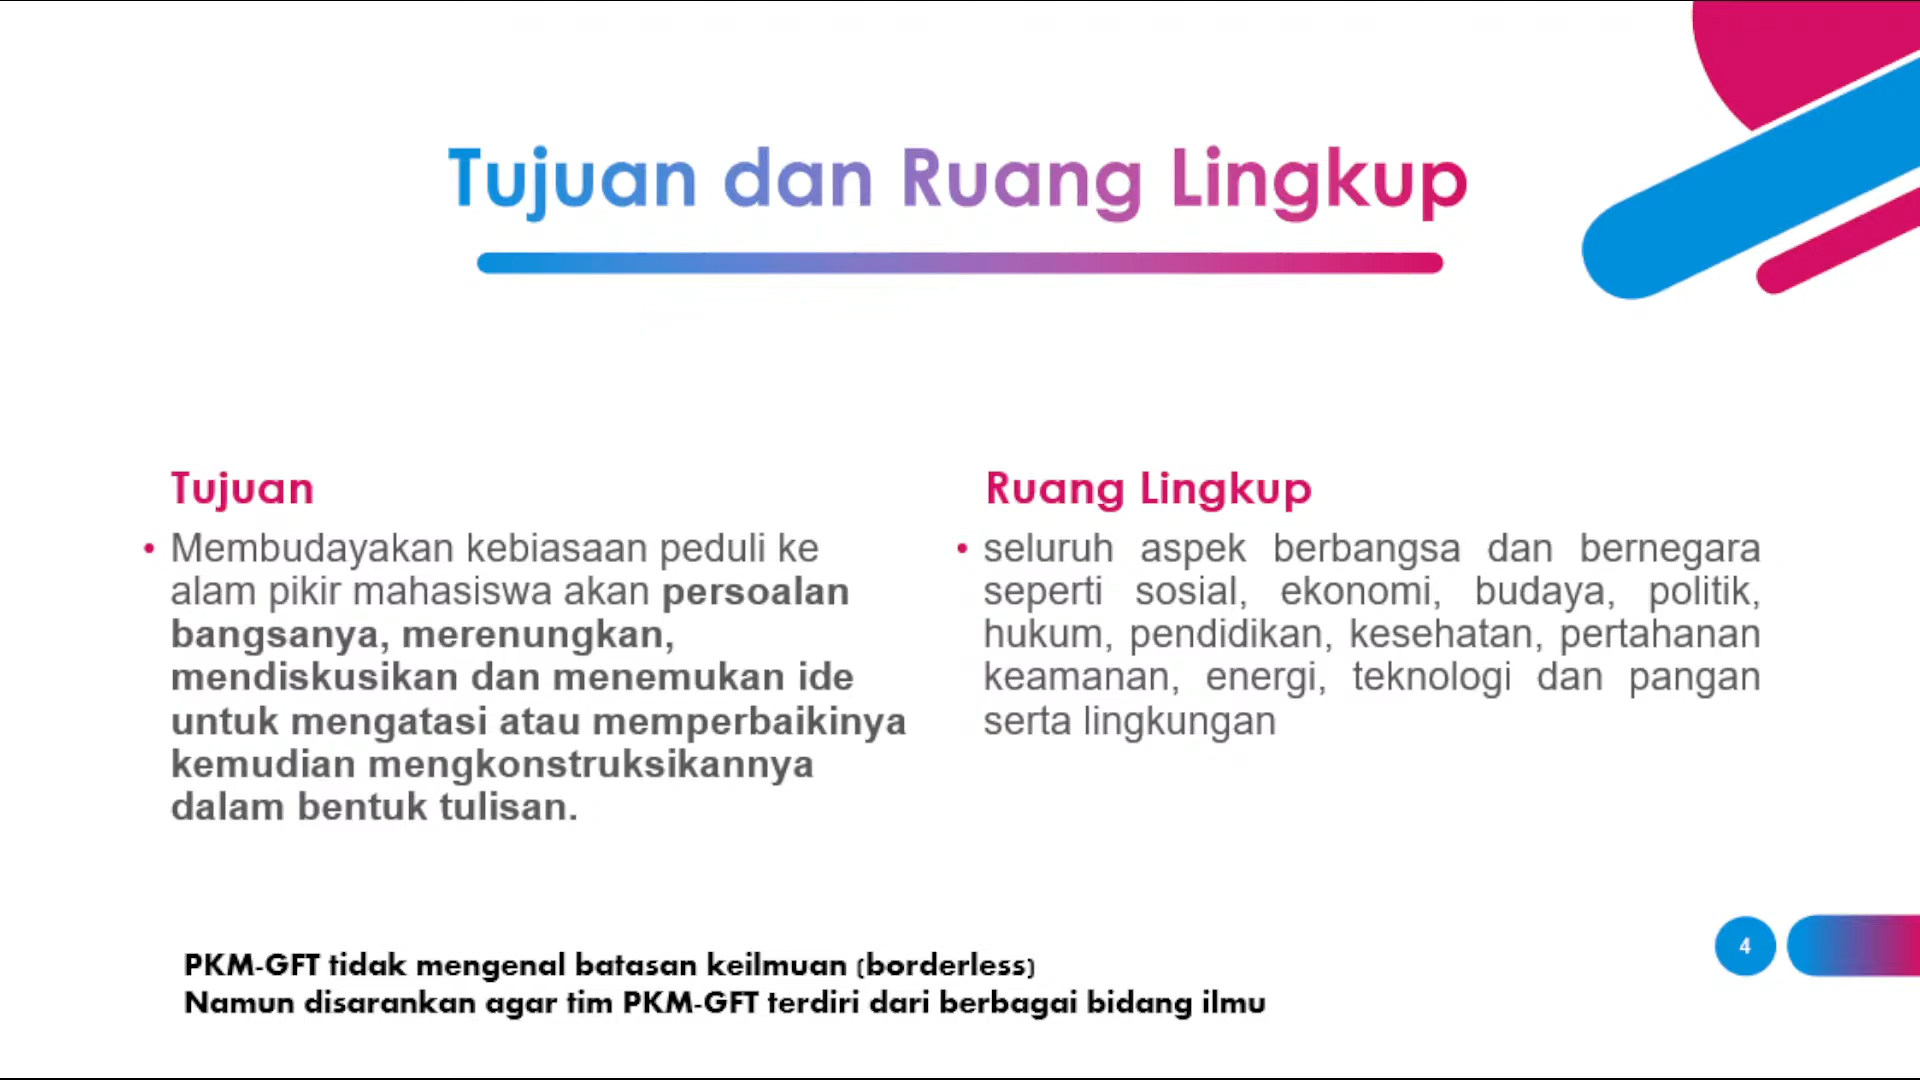 Tujuan dan Ruang Lingkup
Tujuan
• Membudayakan kebiasaan peduli ke
alam pikir mahasiswa akan persoalan
bangsanya, merenungkan,
mendiskusikan dan menemukan ide
untuk mengatasi atau memperbaikinya
kemudian mengkonstruksikannya
dalam bentuk tulisan.
Ruang Lingkup
• seluruh aspek berbangsa dan bernegara
seperti sosial, ekonomi, budaya, politik,
hukum, pendidikan, kesehatan, pertahanan
keamanan, energi, teknologi dan pangan
serta lingkungan
4
PKM-GFT tidak mengenal batasan keilmuan (borderless)
Namun disarankan agar tim PKM-GFT terdiri dari berbagai bidang ilmu